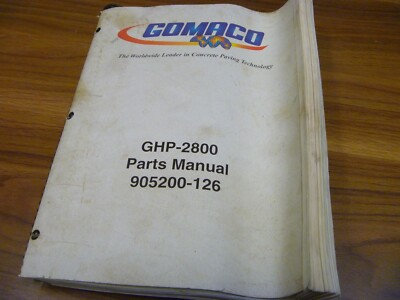 GOMACO
The Worldwide Leader in Concrete Paving Technology
GHP-2800
Parts Manual
905200-126